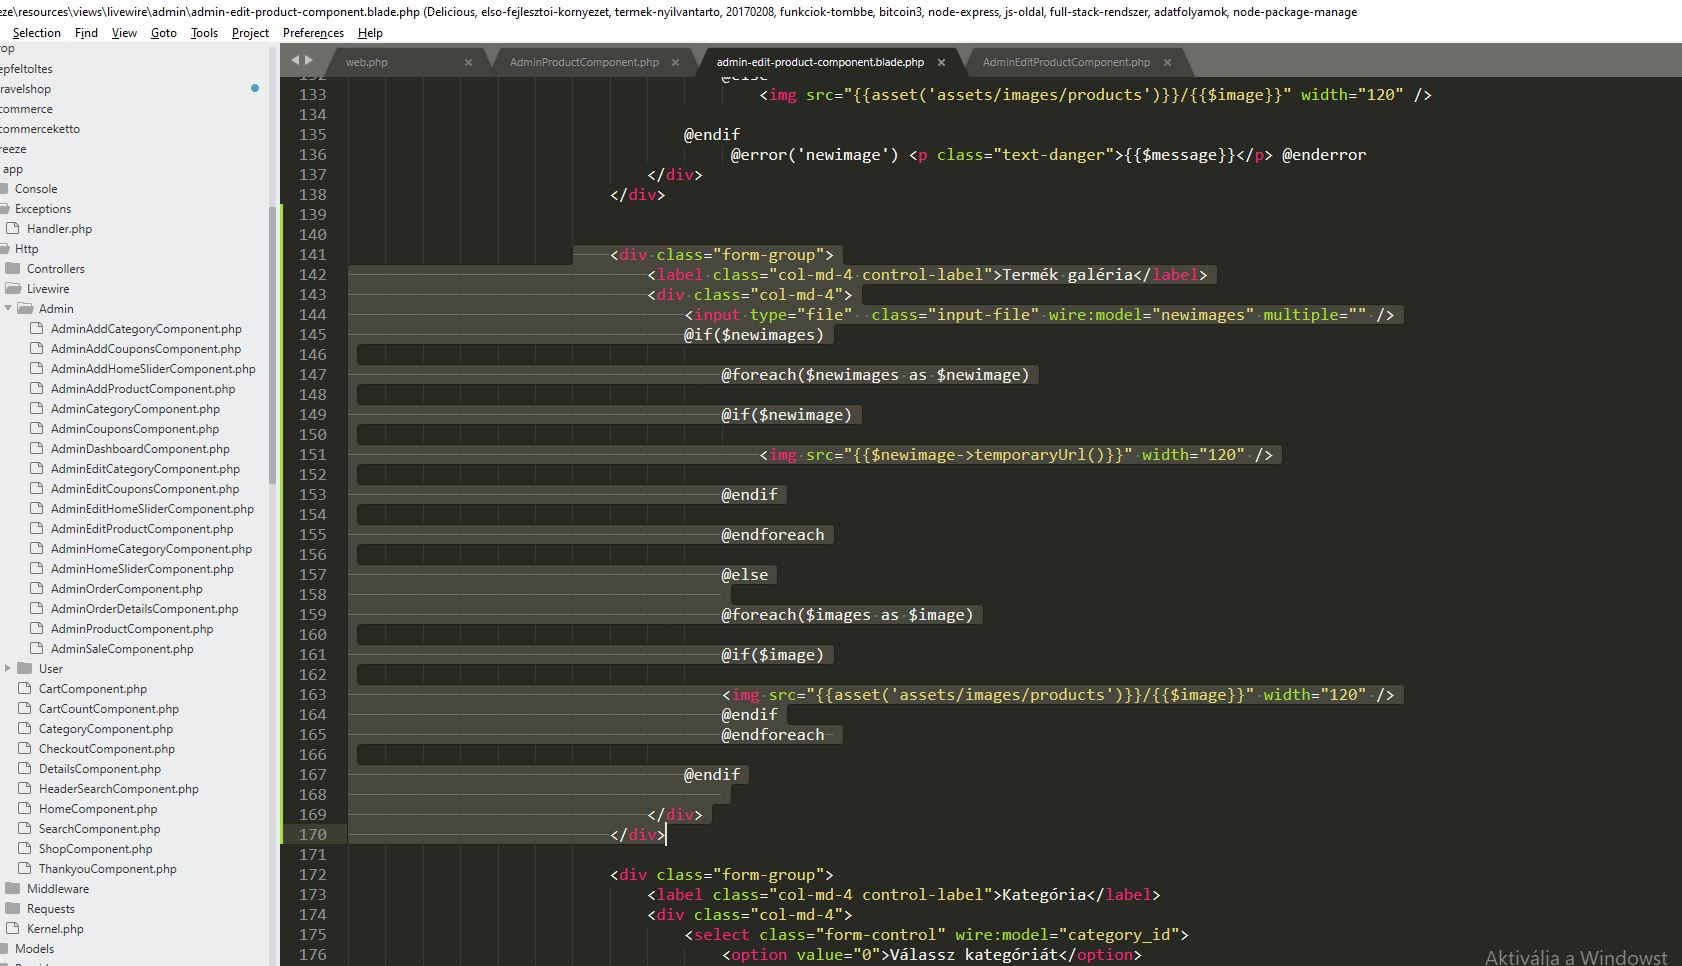 eze\resources\views\livewire\admin\admin-edit-product-component.blade.php (Delicious, elso-fejlesztoi-kornyezet, termek-nyilvantarto, 20170208, funkciok-tombbe, bitcoin3, node-express, js-oldal, full-stack-rendszer, adatfolyamok, node-package-manage
Selection Find View Goto Tools Project Preferences Help
epfeltoltes
ravelshop
commerce
commerceketto
reeze
app
Console
Exceptions
Handler.php
Http
Controllers
Livewire
Admin
AdminAddCategoryComponent.php
AdminAddCouponsComponent.php
AdminAddHomeSliderComponent.php
AdminAddProductComponent.php
AdminCategoryComponent.php
AdminCouponsComponent.php
AdminDashboardComponent.php
AdminEditCategoryComponent.php
AdminEditCouponsComponent.php
AdminEditHomeSliderComponent.php
AdminEditProductComponent.php
AdminHomeCategoryComponent.php
AdminHomeSliderComponent.php
AdminOrderComponent.php
AdminOrderDetailsComponent.php
AdminProductComponent.php
AdminSaleComponent.php
User
CartComponent.php
CartCountComponent.php
CategoryComponent.php
CheckoutComponent.php
DetailsComponent.php
HeaderSearchComponent.php
HomeComponent.php
SearchComponent.php
ShopComponent.php
ThankyouComponent.php
Middleware
Requests
Kernel.php
Models
web.php × AdminProductComponent.php × admin-edit-product-component.blade.php × AdminEditProductComponent.php ×
132 @else
133 <img src="{{asset('assets/images/products')}}/{{$image}}" width="120" />
134
135 @endif
136 @error('newimage') <p class="text-danger">{{$message}}</p> @enderror
137 </div>
138 </div>
139
140
141 <div class="form-group">
142 <label class="col-md-4 control-label">Termék galéria</label>
143 <div class="col-md-4">
144 <input type="file"  class="input-file" wire:model="newimages" multiple="" />
145 @if($newimages)
146
147 @foreach($newimages as $newimage)
148
149 @if($newimage)
150
151 <img src="{{$newimage->temporaryUrl()}}" width="120" />
152
153 @endif
154
155 @endforeach
156
157 @else
158
159 @foreach($images as $image)
160
161 @if($image)
162
163 <img src="{{asset('assets/images/products')}}/{{$image}}" width="120" />
164 @endif
165 @endforeach
166
167 @endif
168
169 </div>
170 </div>
171
172 <div class="form-group">
173 <label class="col-md-4 control-label">Kategória</label>
174 <div class="col-md-4">
175 <select class="form-control" wire:model="category_id">
176 <option value="0">Válassz kategóriát</option>
Aktiválja a Windowst